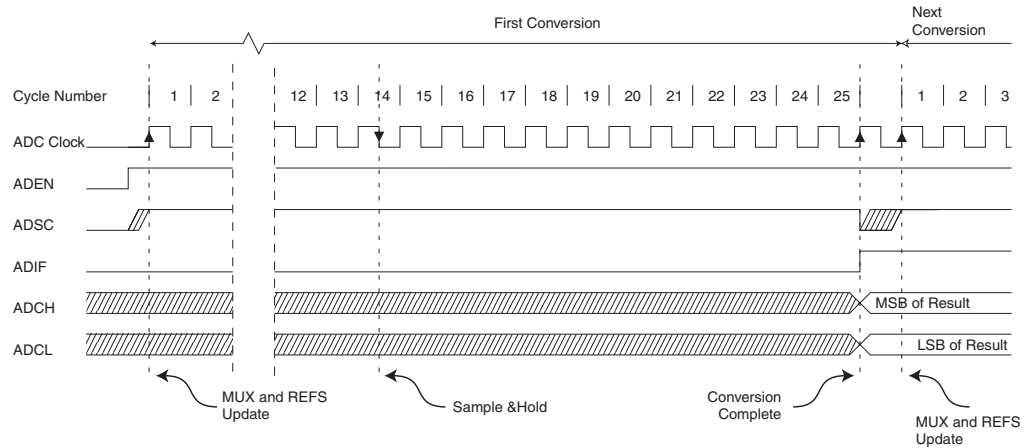 First Conversion
Next
Conversion
Cycle Number 1 2 12 13 14 15 16 17 18 19 20 21 22 23 24 25 1 2 3
ADC Clock
ADEN
ADSC
ADIF
ADCH MSB of Result
ADCL LSB of Result
MUX and REFS
Update
Sample &Hold
Conversion
Complete
MUX and REFS
Update